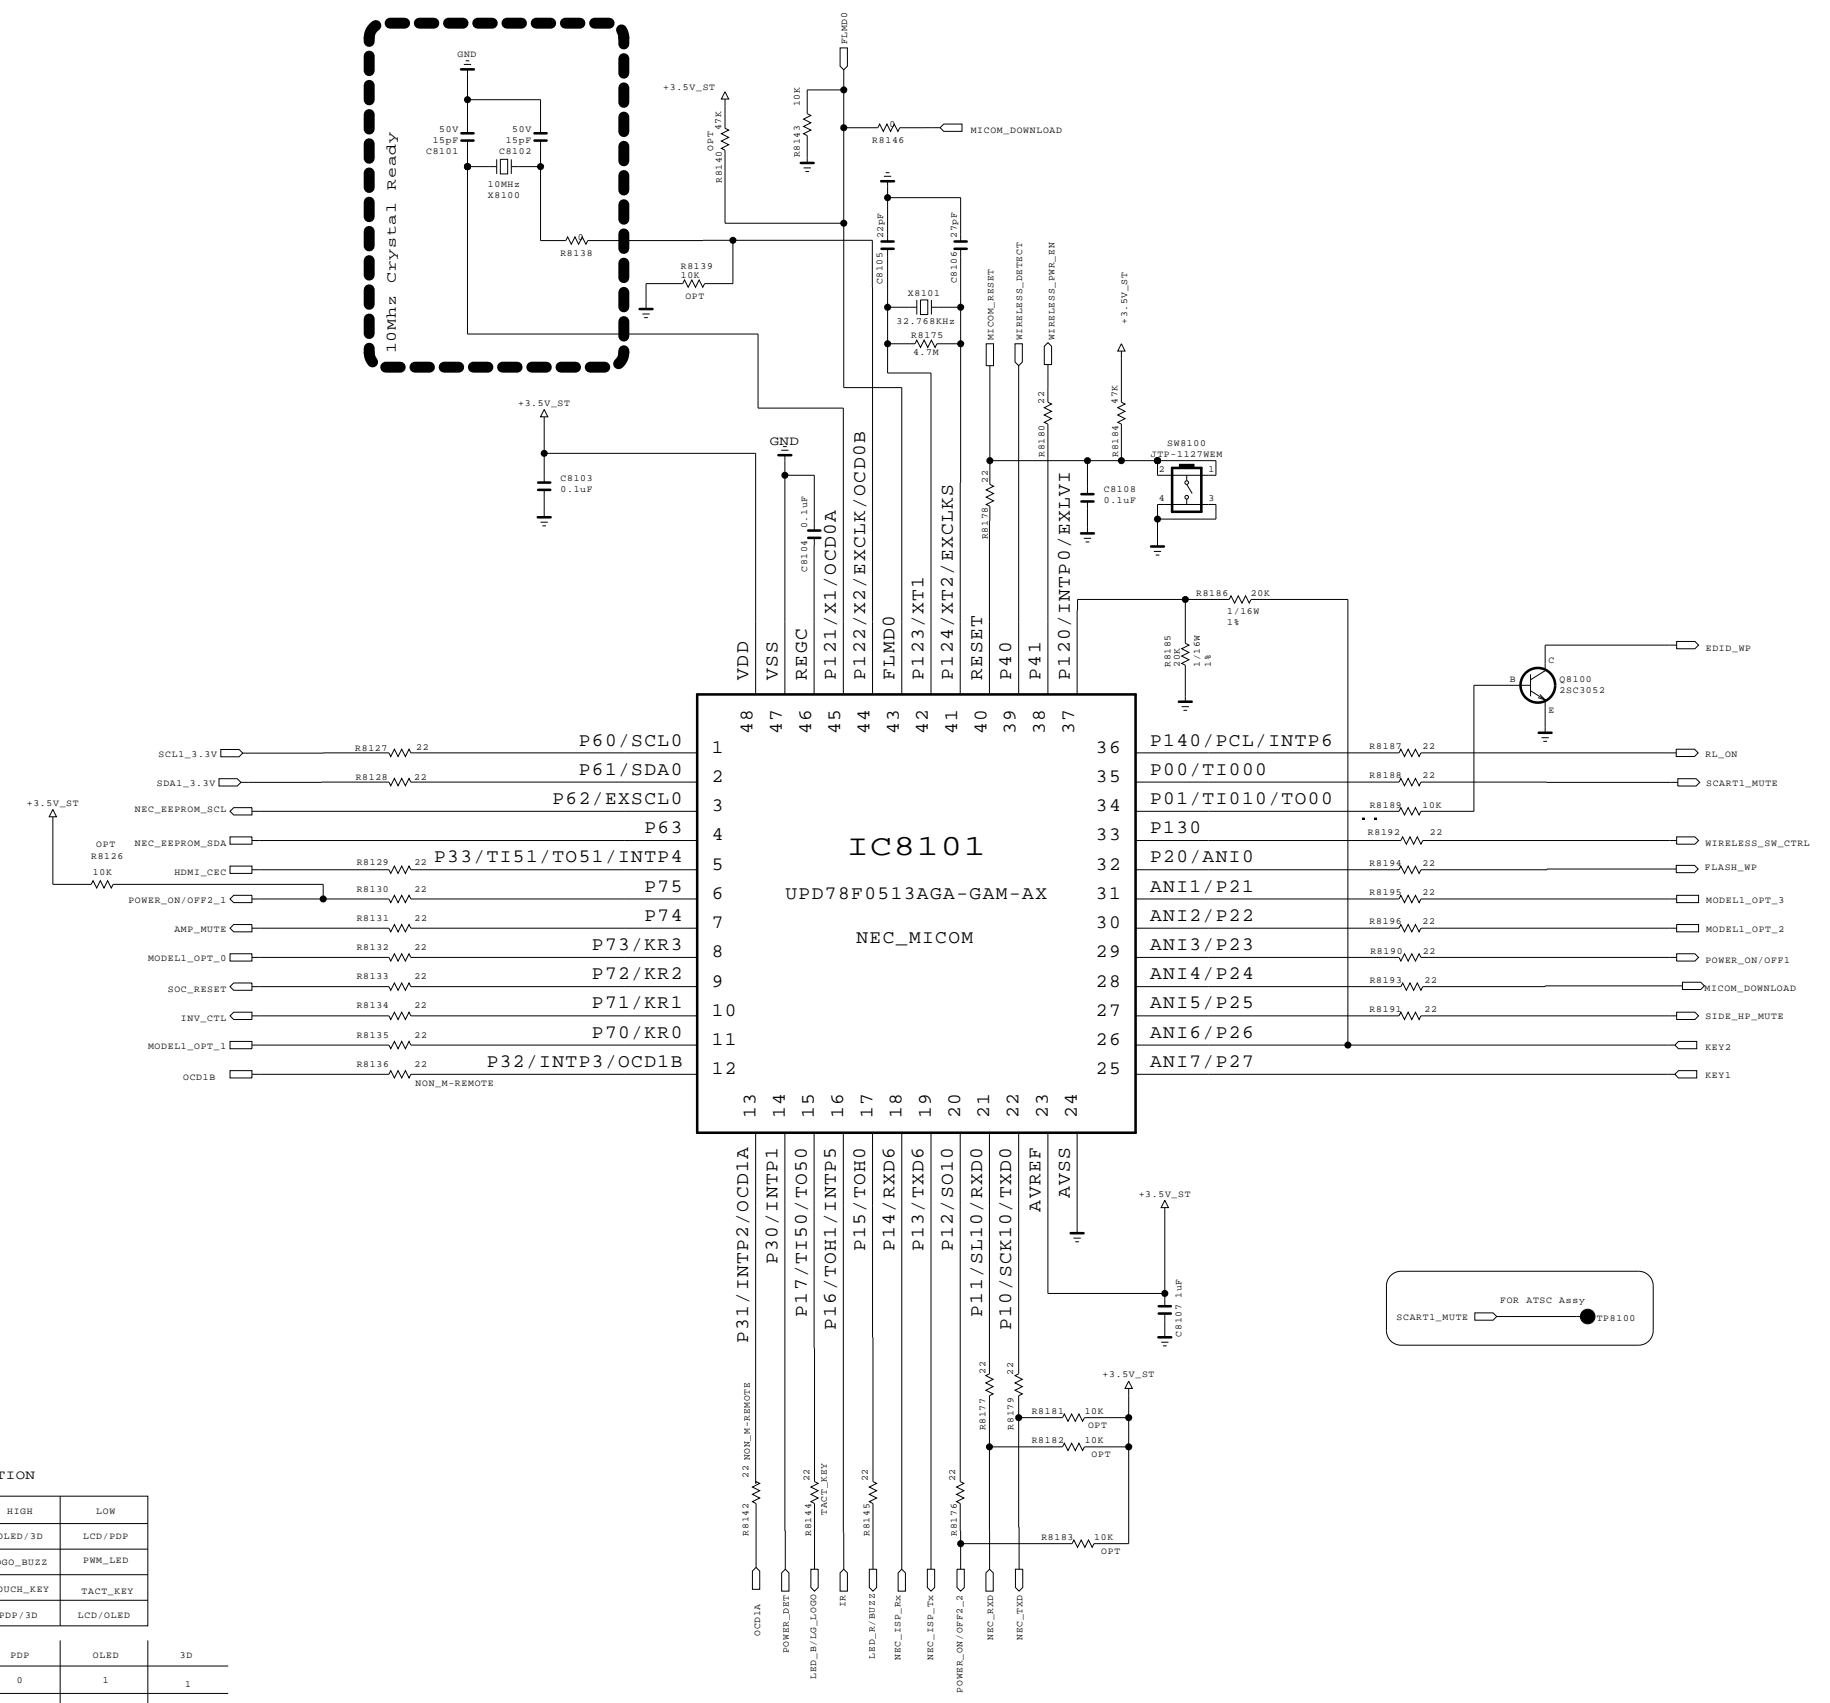 10Mhz Crystal Ready
GND
50V
15pF
C8101
50V
15pF
C8102
10MHz
X8100
R8138
0
+3.5V_ST
OPT 47K
R8140
R8139
10K
OPT
FLMD0
R8143 10K
0
R8146
MICOM_DOWNLOAD
C8105 22pF
C8106 27pF
X8101
32.768KHz
R8175
4.7M
MICOM_RESET
WIRELESS_DETECT
WIRELESS_PWR_EN
R8180 22
+3.5V_ST
R8184 47K
SW8100
JTP-1127WEM
2 1
4 3
C8108
0.1uF
R8178 22
+3.5V_ST
C8103
0.1uF
GND
C8104 0.1uF
R8186 20K
1/16W
1%
R8185
20K
1/16W
1%
EDID_WP
C
B
E
Q8100
2SC3052
VDD
VSS
REGC
P121/X1/OCD0A
P122/X2/EXCLK/OCD0B
FLMD0
P123/XT1
P124/XT2/EXCLKS
RESET
P40
P41
P120/INTP0/EXLVI
48 47 46 45 44 43 42 41 40 39 38 37
IC8101
UPD78F0513AGA-GAM-AX
NEC_MICOM
SCL1_3.3V R8127 22 P60/SCL0 1
SDA1_3.3V R8128 22 P61/SDA0 2
NEC_EEPROM_SCL P62/EXSCL0 3
NEC_EEPROM_SDA P63 4
+3.5V_ST
OPT
R8126
10K
HDMI_CEC R8129 22 P33/TI51/TO51/INTP4 5
POWER_ON/OFF2_1 R8130 22 P75 6
AMP_MUTE R8131 22 P74 7
MODEL1_OPT_0 R8132 22 P73/KR3 8
SOC_RESET R8133 22 P72/KR2 9
INV_CTL R8134 22 P71/KR1 10
MODEL1_OPT_1 R8135 22 P70/KR0 11
OCD1B R8136 22 P32/INTP3/OCD1B 12
NON_M-REMOTE
36 P140/PCL/INTP6 R8187 22 RL_ON
35 P00/TI000 R8188 22 SCART1_MUTE
34 P01/TI010/TO00 R8189 10K
33 P130 R8192 22 WIRELESS_SW_CTRL
32 P20/ANI0 R8194 22 FLASH_WP
31 ANI1/P21 R8195 22 MODEL1_OPT_3
30 ANI2/P22 R8196 22 MODEL1_OPT_2
29 ANI3/P23 R8190 22 POWER_ON/OFF1
28 ANI4/P24 R8193 22 MICOM_DOWNLOAD
27 ANI5/P25 R8191 22 SIDE_HP_MUTE
26 ANI6/P26 KEY2
25 ANI7/P27 KEY1
13 14 15 16 17 18 19 20 21 22 23 24
P31/INTP2/OCD1A
P30/INTP1
P17/TI50/TO50
P16/TOH1/INTP5
P15/TOH0
P14/RXD6
P13/TXD6
P12/SO10
P11/SL10/RXD0
P10/SCK10/TXD0
AVREF
AVSS
+3.5V_ST
C8107 1uF
R8142 22 NON_M-REMOTE
R8144 22
TACT_KEY
R8145 22
R8176 22
R8177 22
R8179 22
+3.5V_ST
R8181 10K
OPT
R8182 10K
OPT
R8183 10K
OPT
OCD1A
POWER_DET
LED_B/LG_LOGO
IR
LED_R/BUZZ
NEC_ISP_Rx
NEC_ISP_Tx
POWER_ON/OFF2_2
NEC_RXD
NEC_TXD
FOR ATSC Assy
SCART1_MUTE TP8100
TION
HIGH LOW
OLED/3D LCD/PDP
OGO_BUZZ PWM_LED
OUCH_KEY TACT_KEY
PDP/3D LCD/OLED
PDP OLED 3D
0 1 1